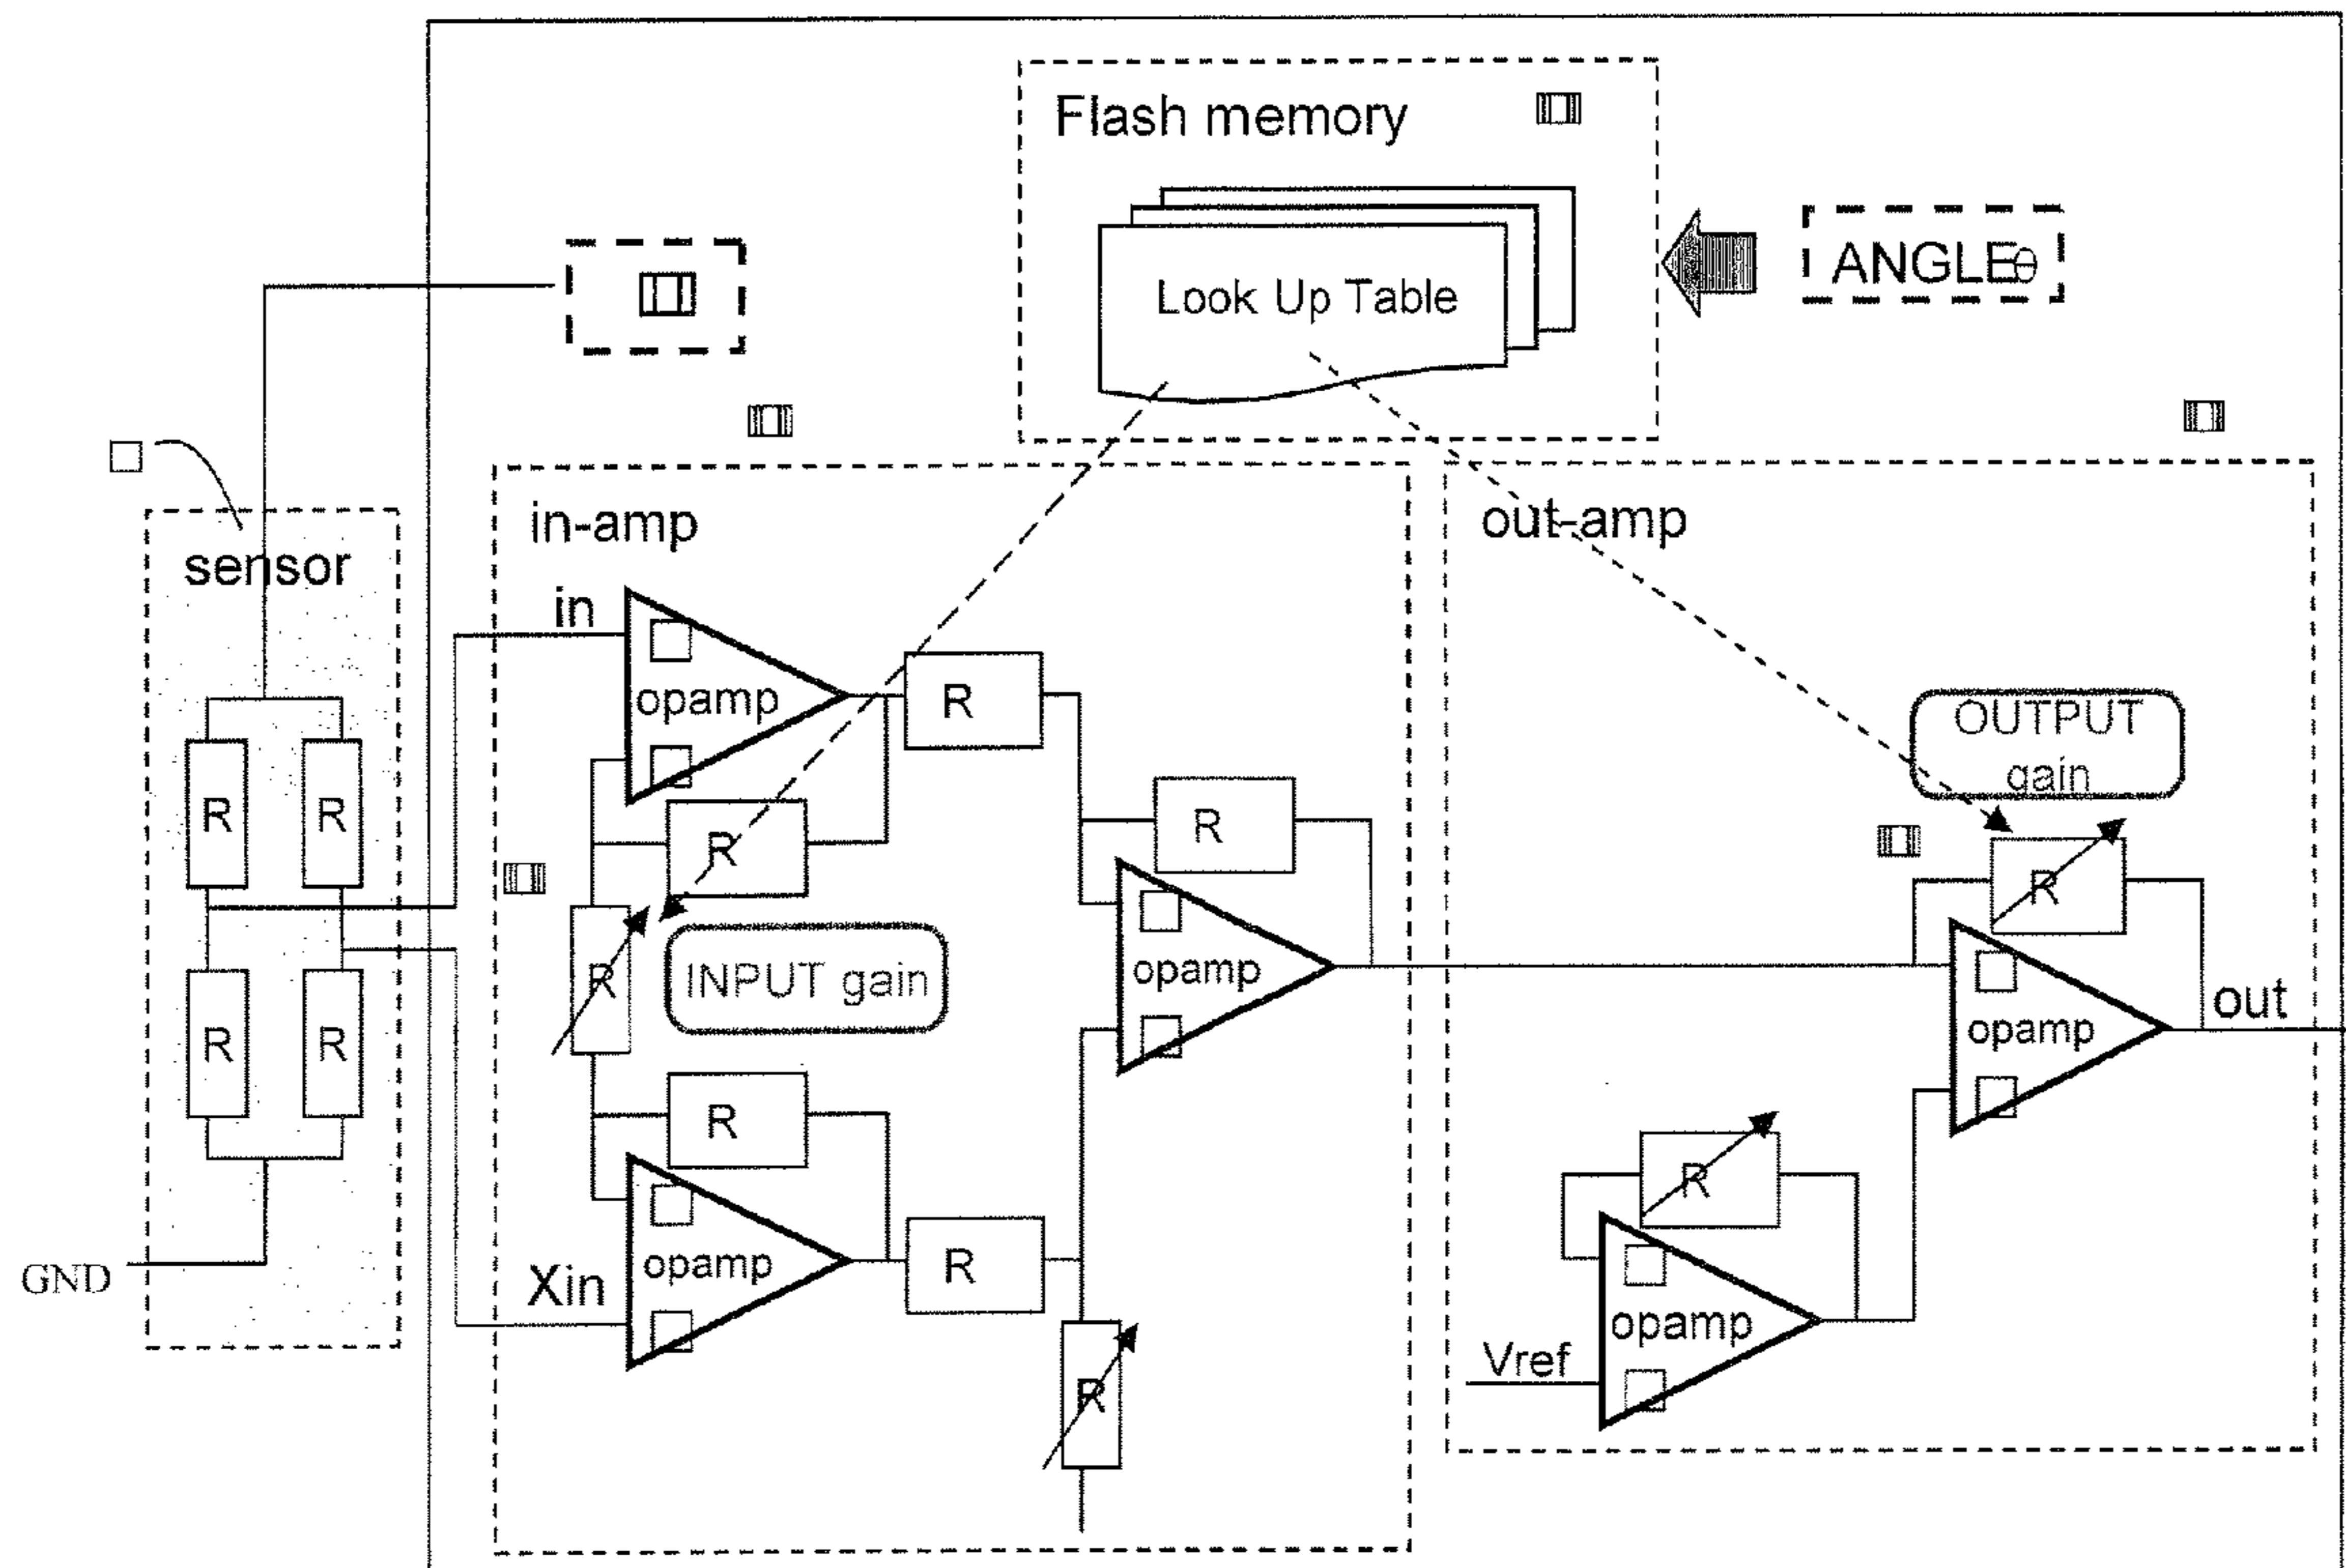 Flash memory
Look Up Table
ANGLEθ
sensor
in-amp
out-amp
in
opamp
R
R
OUTPUT
gain
R
R
R
R
R
INPUT gain
R
opamp
R
R
opamp
out
R
R
opamp
R
R
Xin
GND
Vref
opamp
R